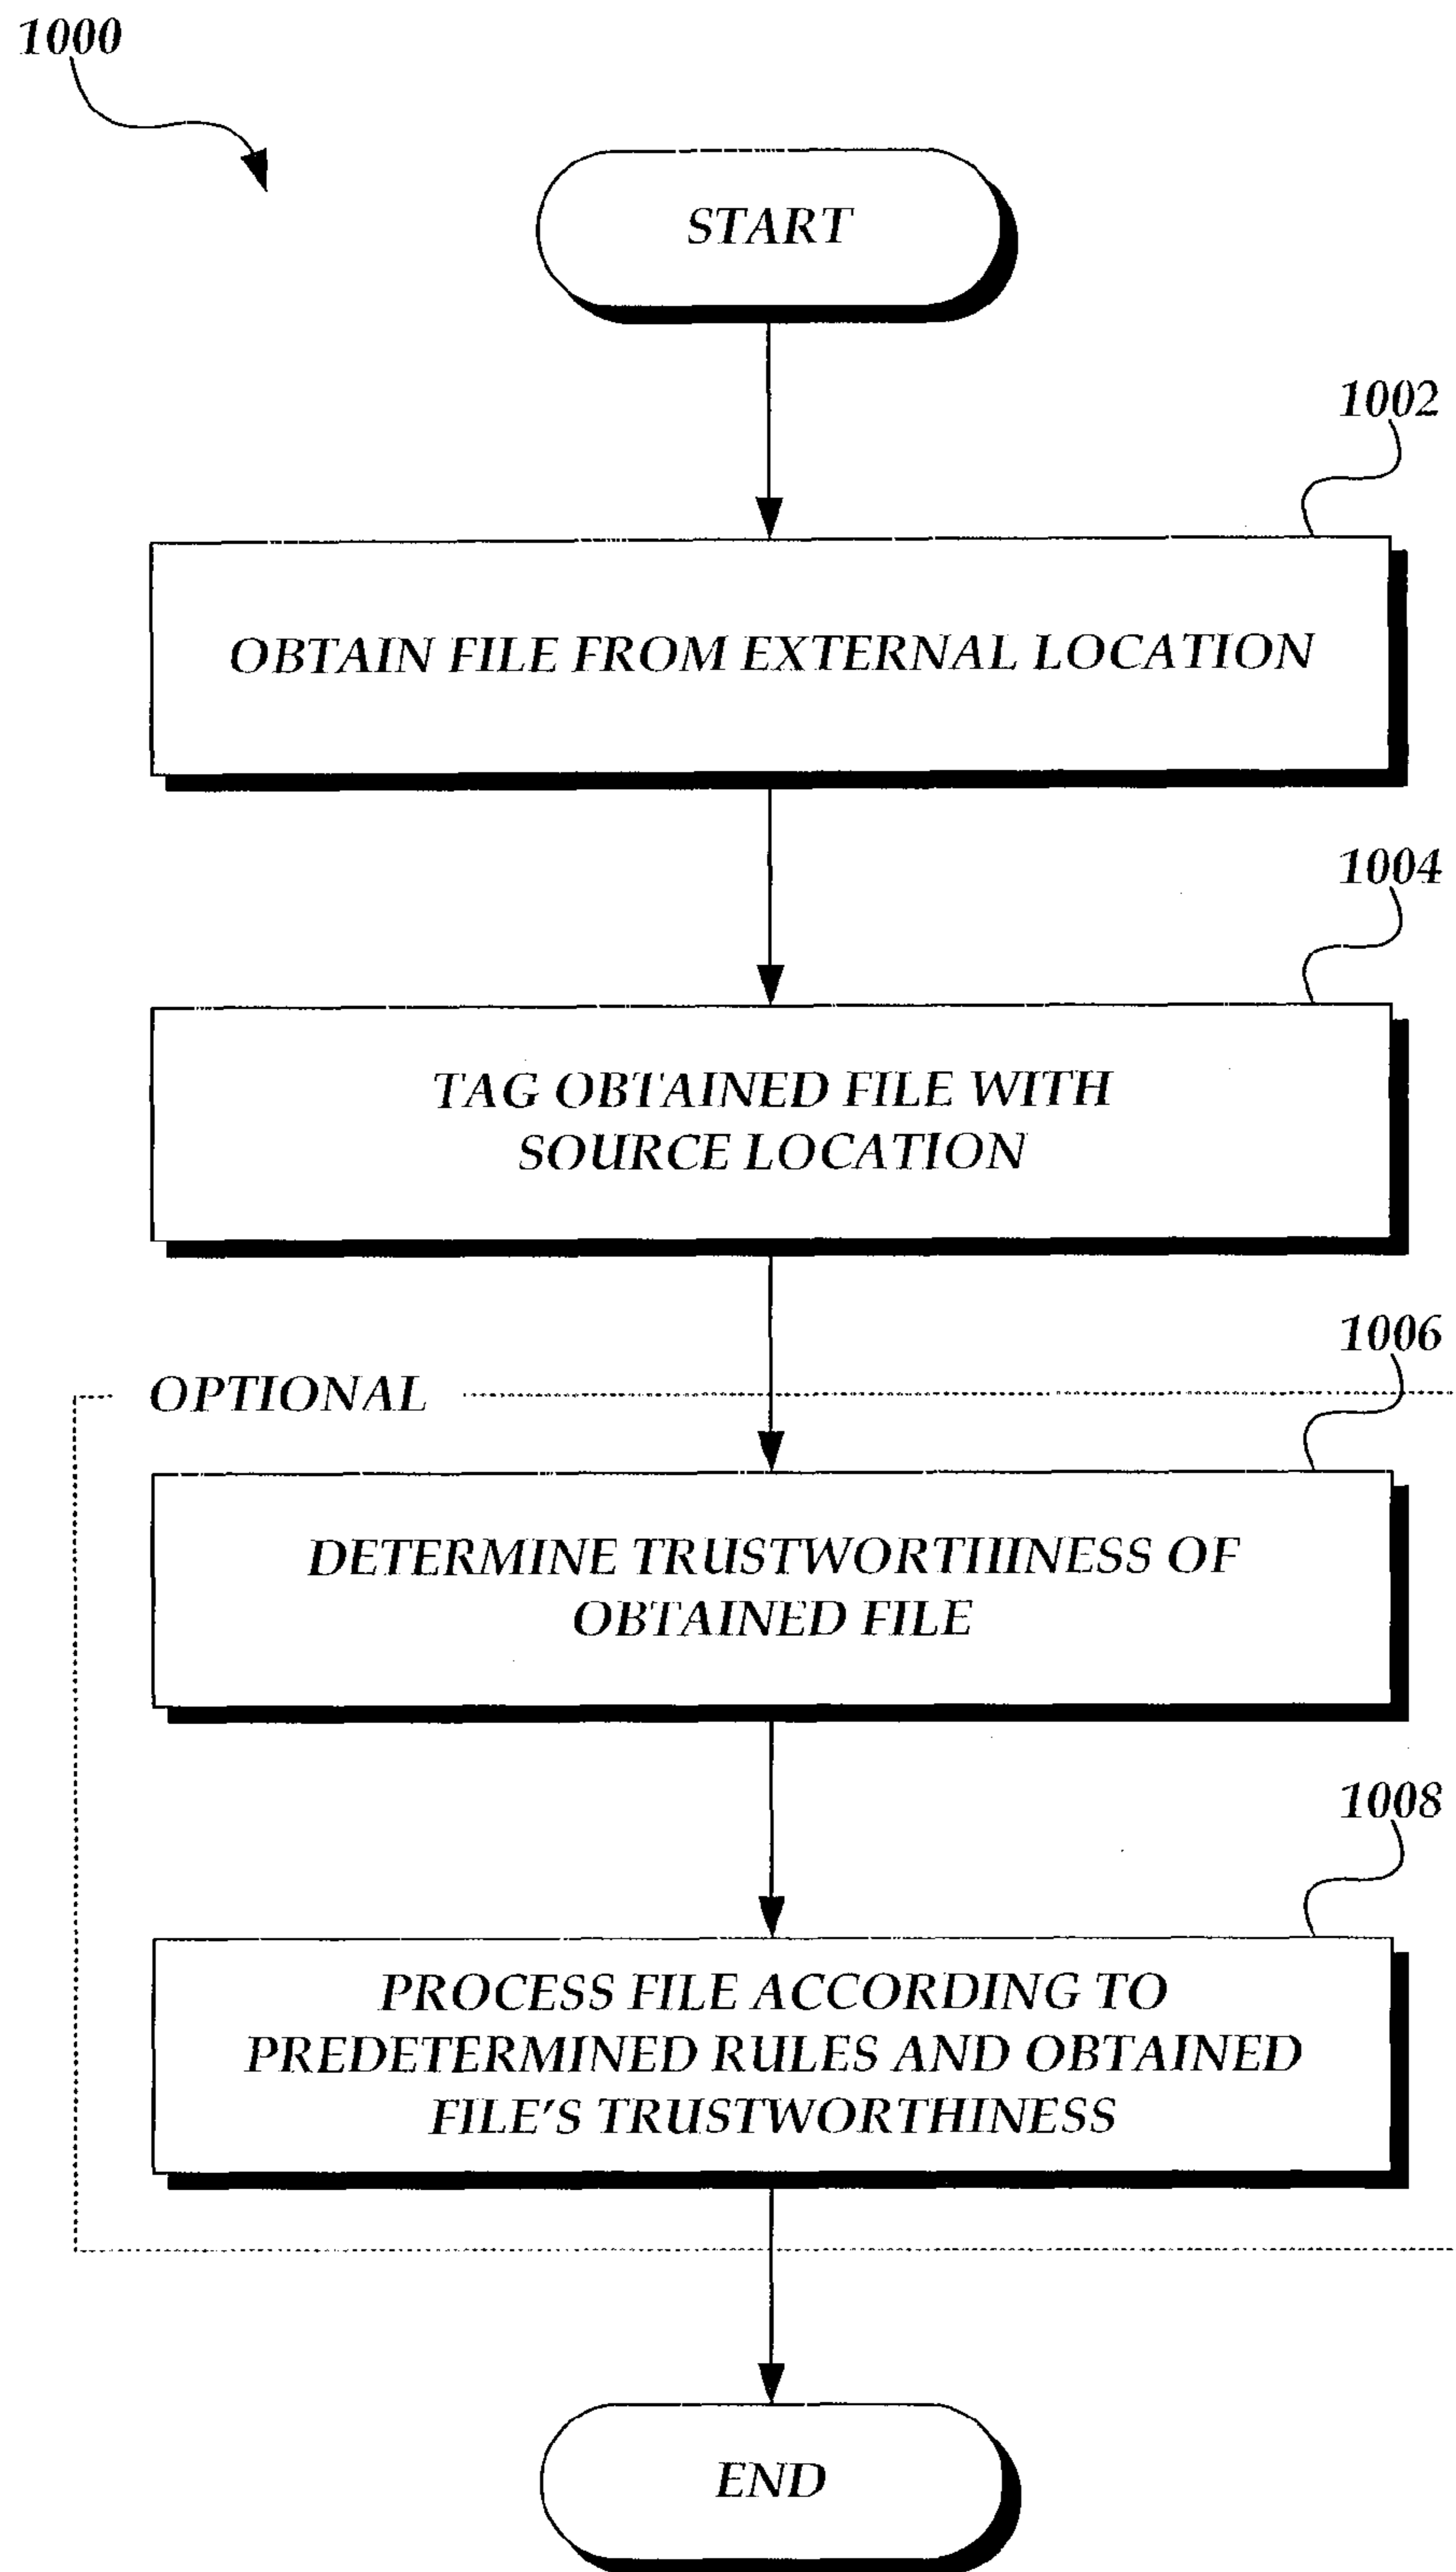 1000
START
1002
OBTAIN FILE FROM EXTERNAL LOCATION
1004
TAG OBTAINED FILE WITH
SOURCE LOCATION
1006
OPTIONAL
DETERMINE TRUSTWORTHINESS OF
OBTAINED FILE
1008
PROCESS FILE ACCORDING TO
PREDETERMINED RULES AND OBTAINED
FILE'S TRUSTWORTHINESS
END